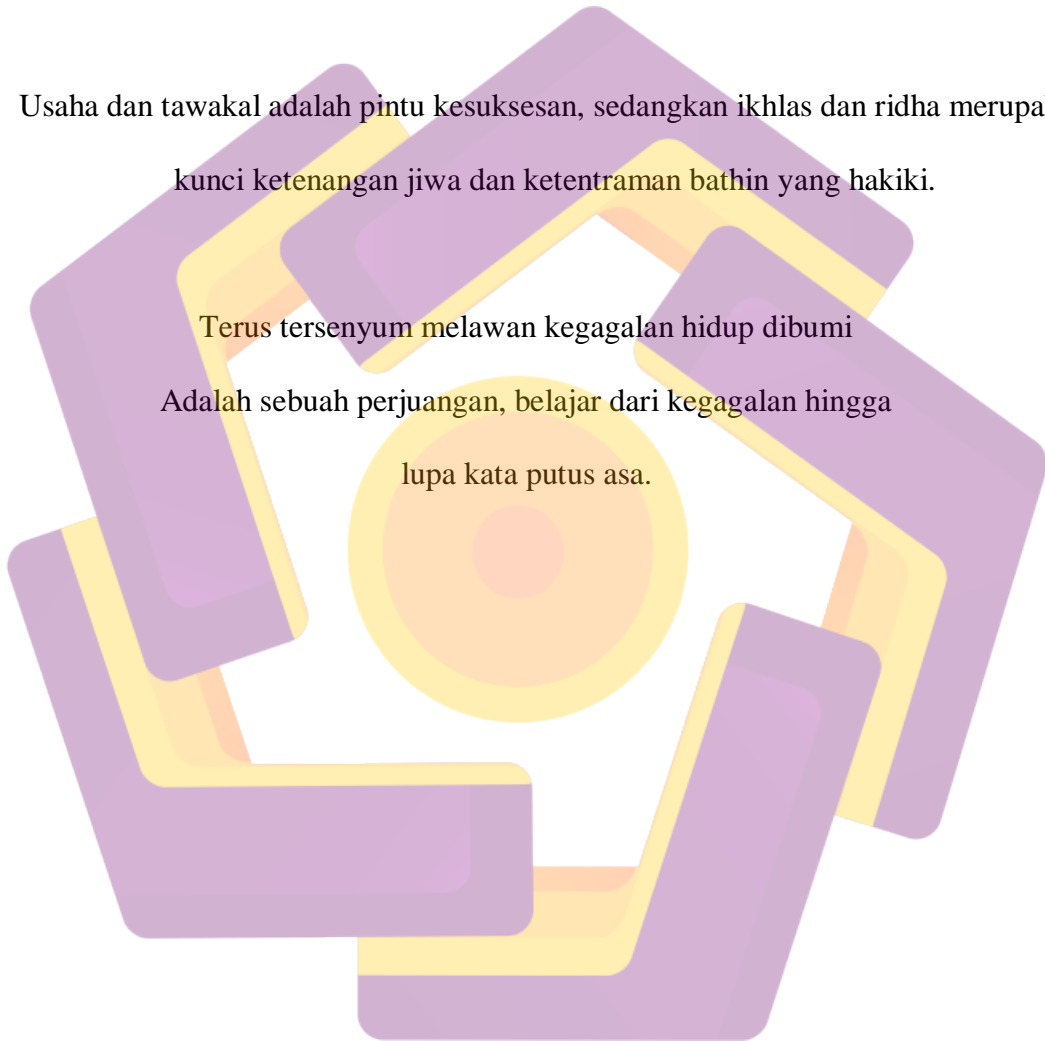 Usaha dan tawakal adalah pintu kesuksesan, sedangkan ikhlas dan ridha merupa
kunci ketenangan jiwa dan ketentraman bathin yang hakiki.
Terus tersenyum melawan kegagalan hidup dibumi
Adalah sebuah perjuangan, belajar dari kegagalan hingga
lupa kata putus asa.